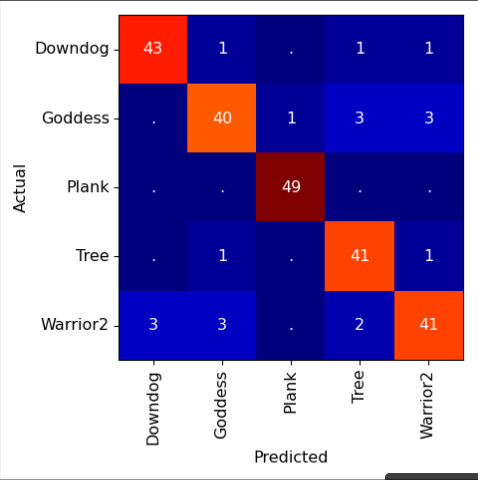 Downdog 43 1 . 1 1
Goddess . 40 1 3 3
Plank . . 49 . .
Tree . 1 . 41 1
Warrior2 3 3 . 2 41
Actual
Downdog Goddess Plank Tree Warrior2
Predicted